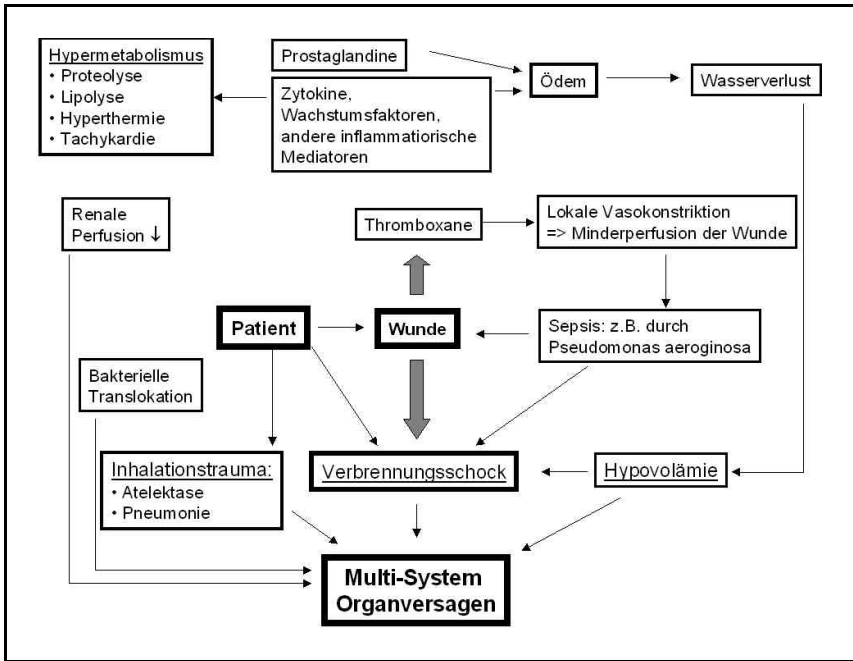 Hypermetabolismus
• Proteolyse
• Lipolyse
• Hyperthermie
• Tachykardie
Prostaglandine
Zytokine,
Wachstumsfaktoren,
andere inflammatiorische
Mediatoren
Ödem
Wasserverlust
Renale
Perfusion ↓
Thromboxane
Lokale Vasokonstriktion
=> Minderperfusion der Wunde
Patient
Wunde
Sepsis: z.B. durch
Pseudomonas aeroginosa
Bakterielle
Translokation
Inhalationstrauma:
• Atelektase
• Pneumonie
Verbrennungsschock
Hypovolämie
Multi-System
Organversagen